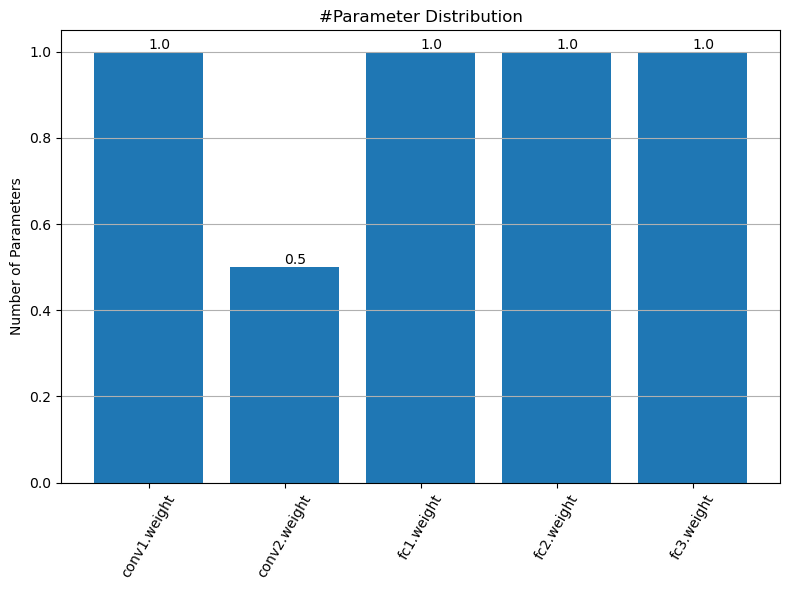 #Parameter Distribution
Number of Parameters
1.0
0.8
0.6
0.4
0.2
0.0
1.0
0.5
1.0
1.0
1.0
conv1.weight
conv2.weight
fc1.weight
fc2.weight
fc3.weight